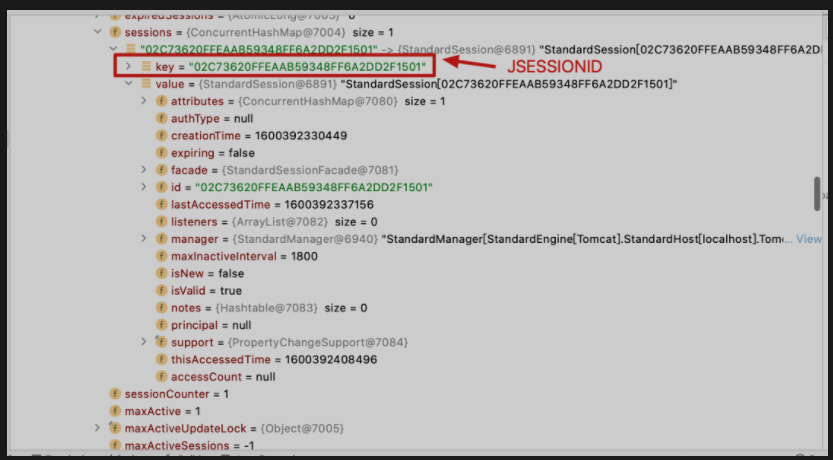 expiredSessions = {AtomicLong@7003} 0
sessions = {ConcurrentHashMap@7004} size = 1
"02C73620FFEAAB59348FF6A2DD2F1501" -> {StandardSession@6891} "StandardSession[02C73620FFEAAB59348FF6A2DD
key = "02C73620FFEAAB59348FF6A2DD2F1501"
JSESSIONID
value = {StandardSession@6891} "StandardSession[02C73620FFEAAB59348FF6A2DD2F1501]"
attributes = {ConcurrentHashMap@7080} size = 1
authType = null
creationTime = 1600392330449
expiring = false
facade = {StandardSessionFacade@7081}
id = "02C73620FFEAAB59348FF6A2DD2F1501"
lastAccessedTime = 1600392337156
listeners = {ArrayList@7082} size = 0
manager = {StandardManager@6940} "StandardManager[StandardEngine[Tomcat].StandardHost[localhost].Tom... View
maxInactiveInterval = 1800
isNew = false
isValid = true
notes = {Hashtable@7083} size = 0
principal = null
support = {PropertyChangeSupport@7084}
thisAccessedTime = 1600392408496
accessCount = null
sessionCounter = 1
maxActive = 1
maxActiveUpdateLock = {Object@7005}
maxActiveSessions = -1